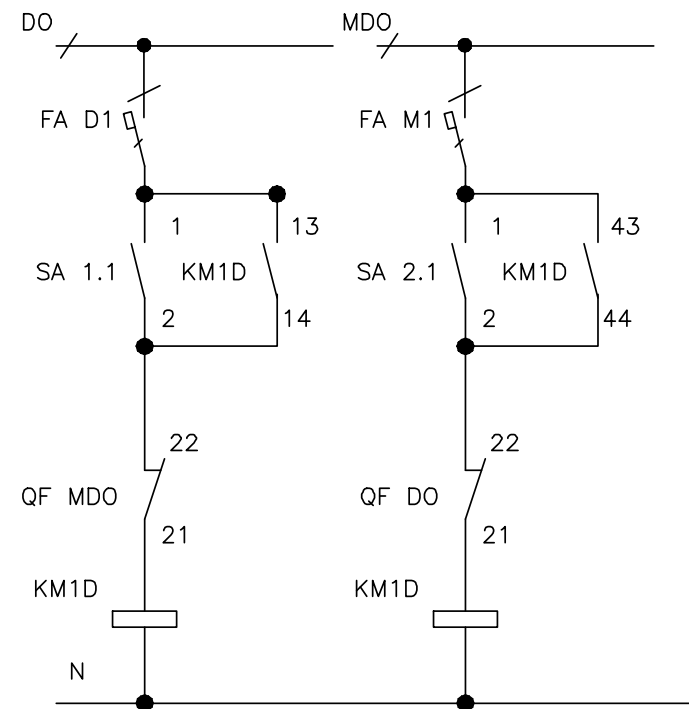 DO MDO
FA D1 FA M1
1 13 1 43
SA 1.1 KM1D SA 2.1 KM1D
2 14 2 44
22 22
QF MDO QF DO
21 21
KM1D KM1D
N